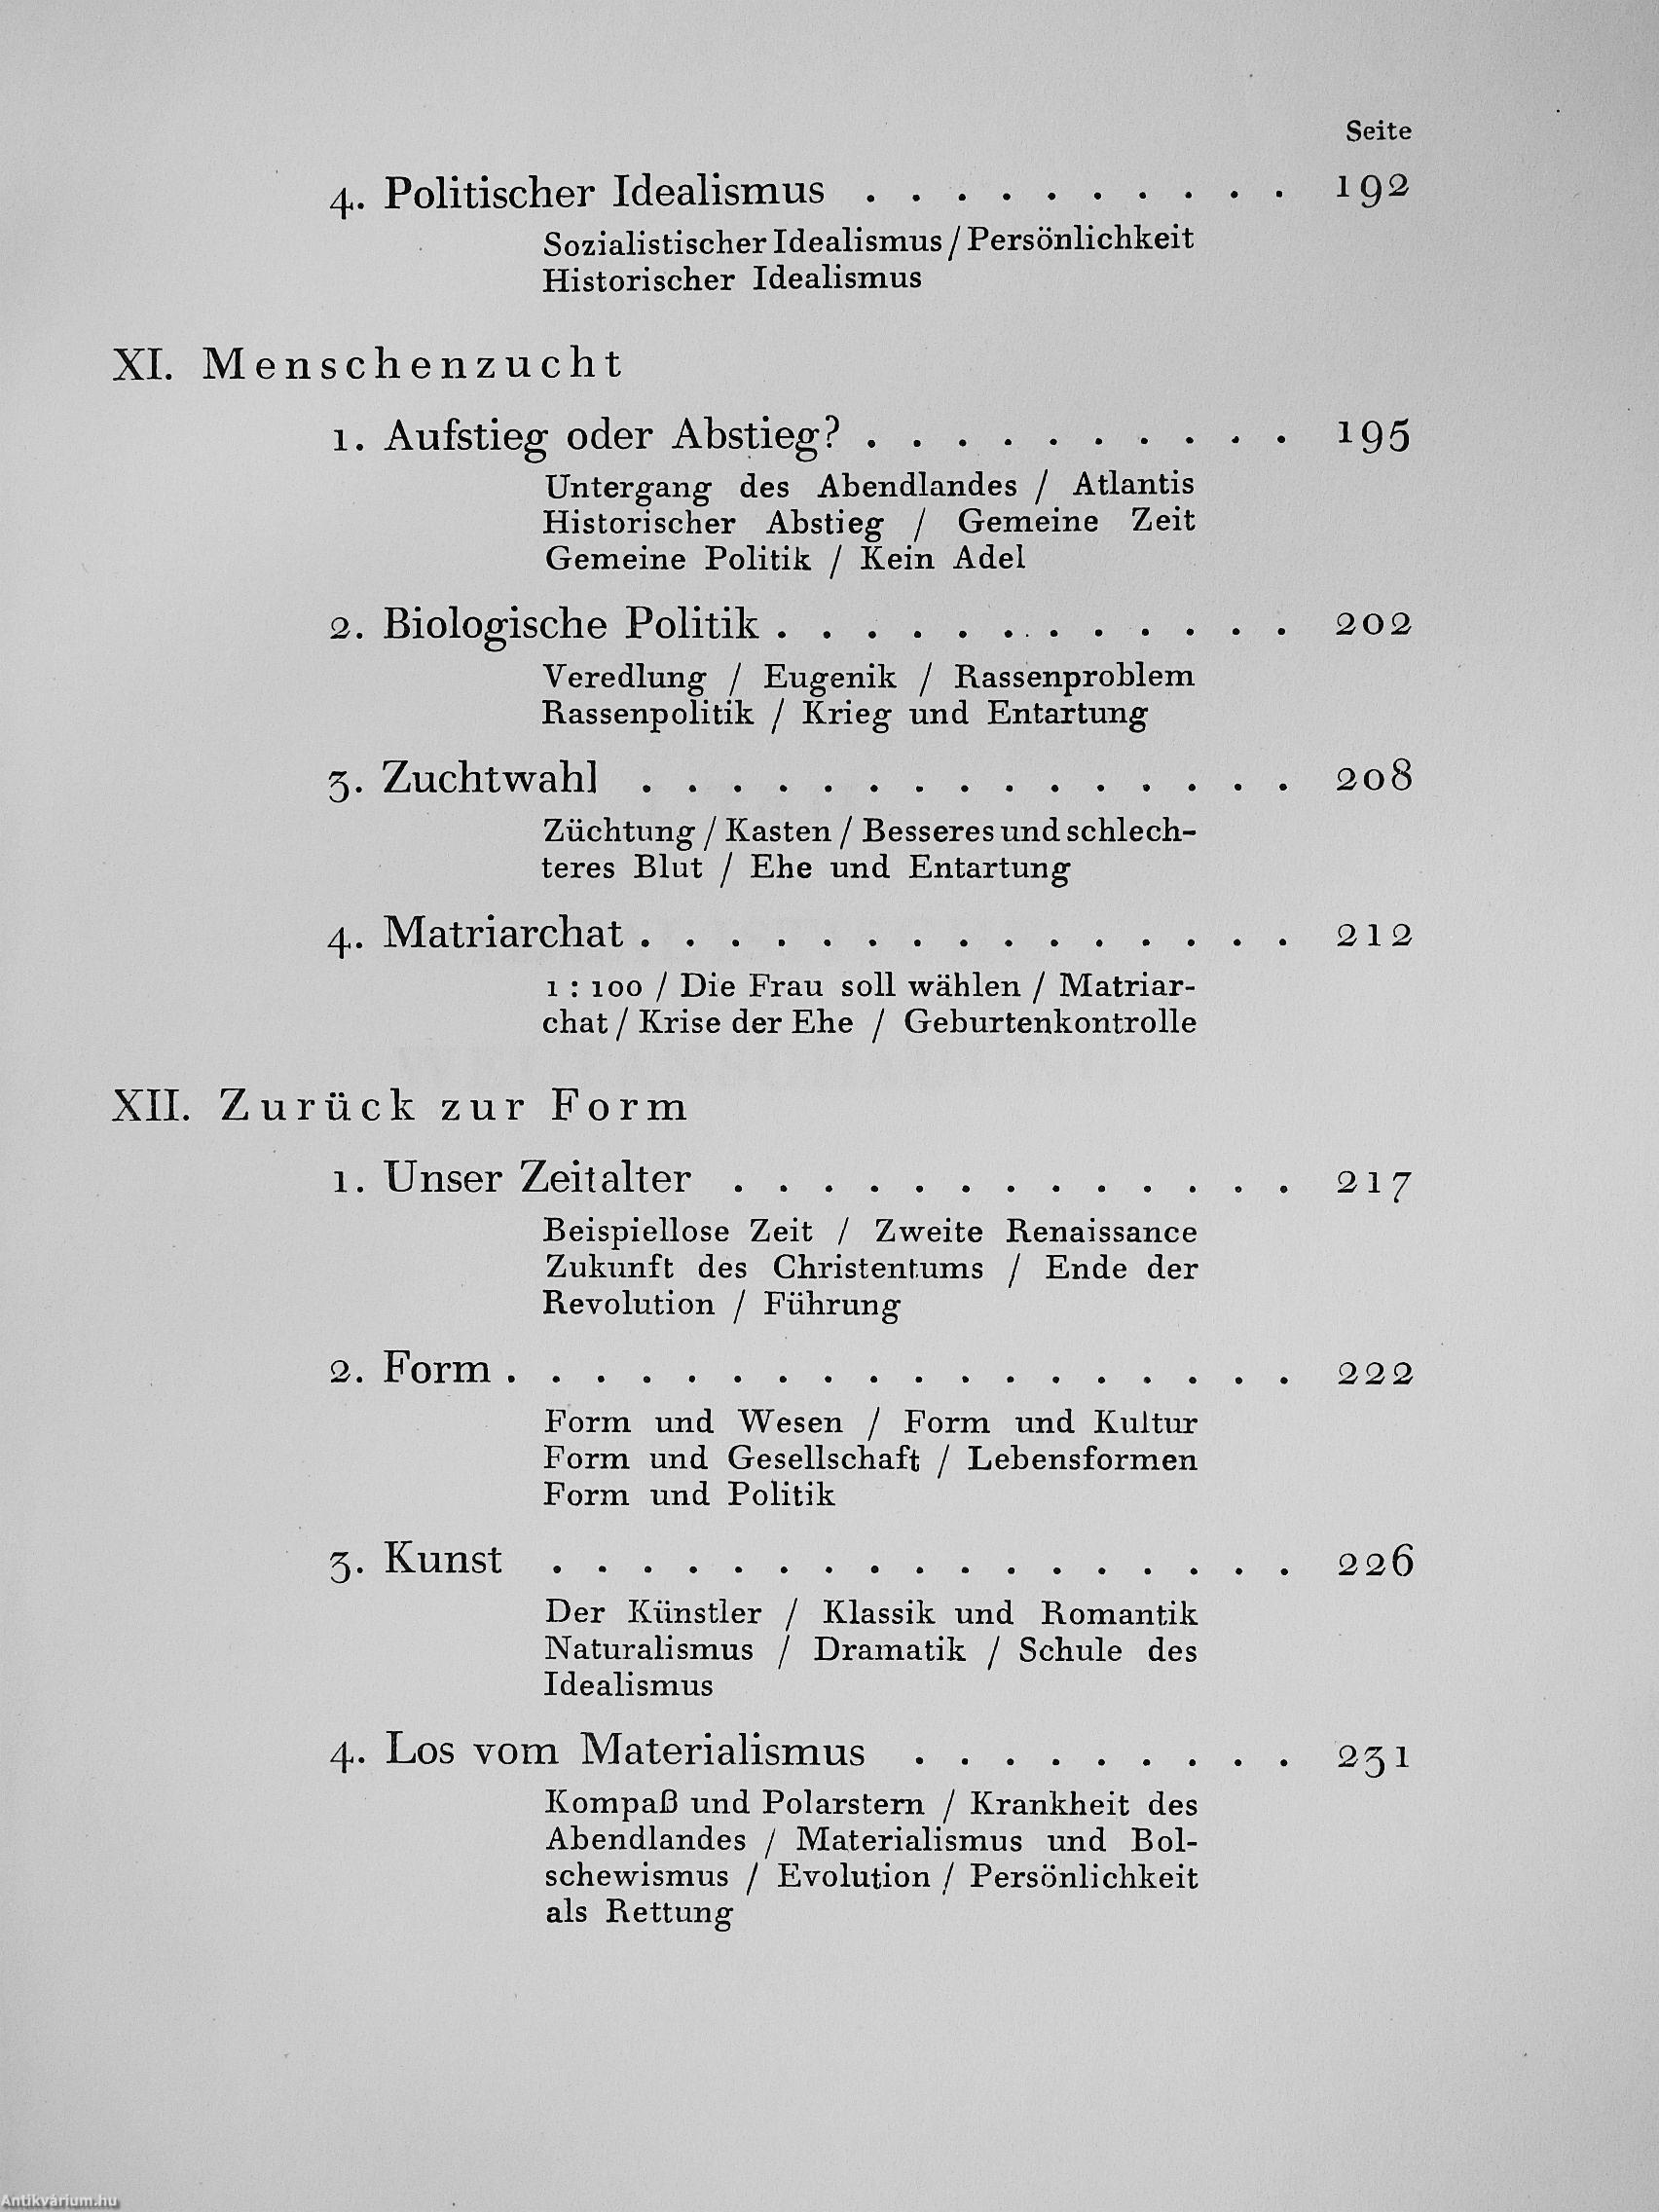 Seite
4. Politischer Idealismus . . . . . . . . . . 192
Sozialistischer Idealismus / Persönlichkeit
Historischer Idealismus
XI. Menschenzucht
1. Aufstieg oder Abstieg? . . . . . . . . . . 195
Untergang des Abendlandes / Atlantis
Historischer Abstieg / Gemeine Zeit
Gemeine Politik / Kein Adel
2. Biologische Politik . . . . . . . . . . . . 202
Veredlung / Eugenik / Rassenproblem
Rassenpolitik / Krieg und Entartung
3. Zuchtwahl . . . . . . . . . . . . . . . 208
Züchtung / Kasten / Besseres und schlech-
teres Blut / Ehe und Entartung
4. Matriarchat . . . . . . . . . . . . . . . 212
1 : 100 / Die Frau soll wählen / Matriar-
chat / Krise der Ehe / Geburtenkontrolle
XII. Zurück zur Form
1. Unser Zeitalter . . . . . . . . . . . . . 217
Beispiellose Zeit / Zweite Renaissance
Zukunft des Christentums / Ende der
Revolution / Führung
2. Form . . . . . . . . . . . . . . . . . . 222
Form und Wesen / Form und Kultur
Form und Gesellschaft / Lebensformen
Form und Politik
3. Kunst . . . . . . . . . . . . . . . . . 226
Der Künstler / Klassik und Romantik
Naturalismus / Dramatik / Schule des
Idealismus
4. Los vom Materialismus . . . . . . . . . 231
Kompaß und Polarstern / Krankheit des
Abendlandes / Materialismus und Bol-
schewismus / Evolution / Persönlichkeit
als Rettung
Antikvárium.hu